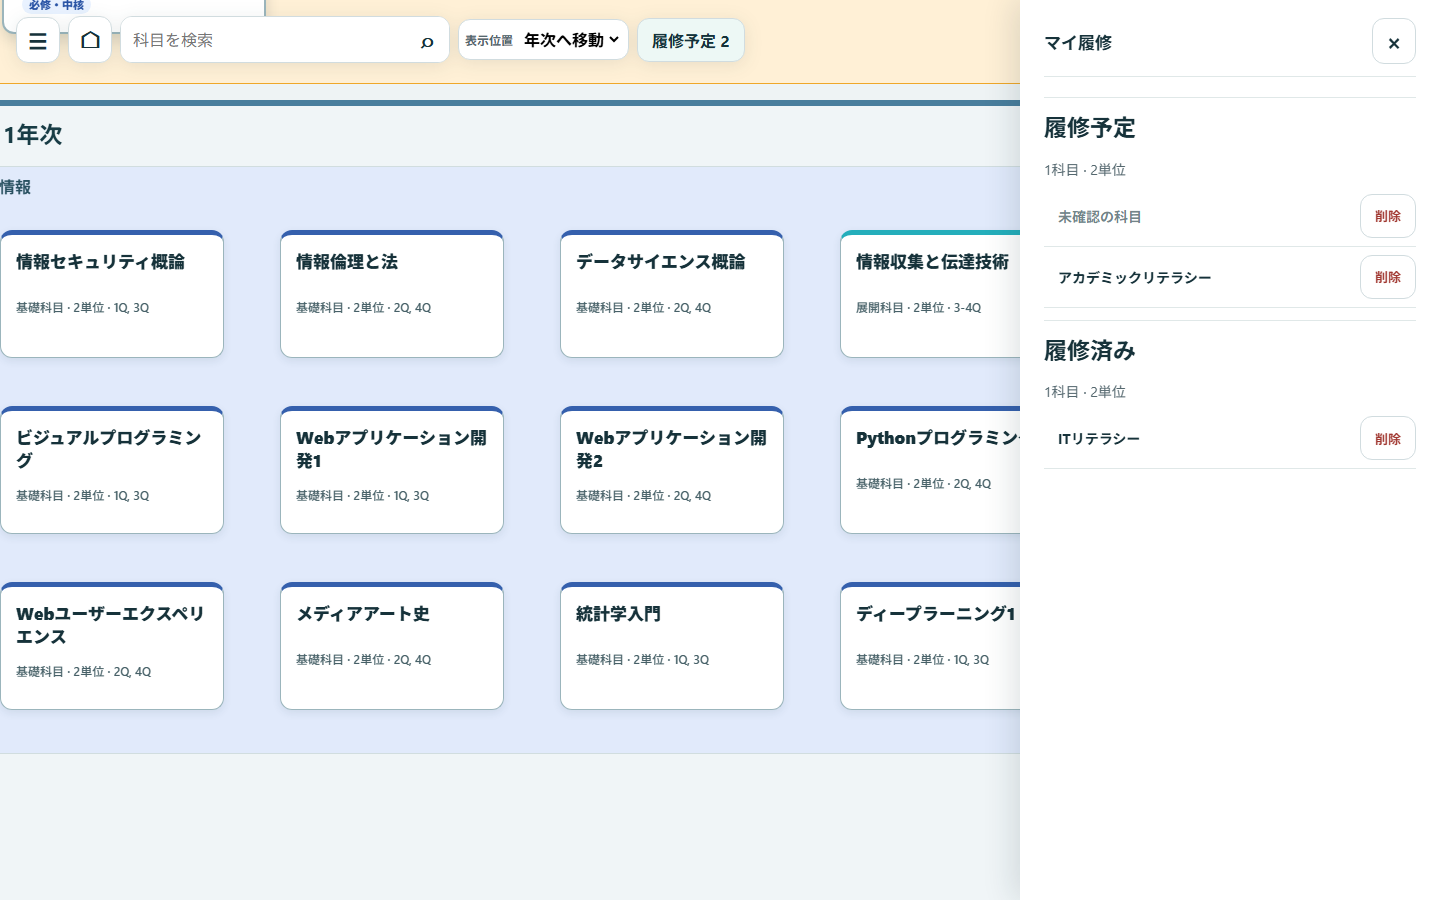 必修・中核
科目を検索
表示位置 年次へ移動
履修予定 2
1年次
情報
情報セキュリティ概論
基礎科目 · 2単位 · 1Q, 3Q
情報倫理と法
基礎科目 · 2単位 · 2Q, 4Q
データサイエンス概論
基礎科目 · 2単位 · 2Q, 4Q
情報収集と伝達技術
展開科目 · 2単位 · 3-4Q
ビジュアルプログラミン
グ
基礎科目 · 2単位 · 1Q, 3Q
Webアプリケーション開
発1
基礎科目 · 2単位 · 1Q, 3Q
Webアプリケーション開
発2
基礎科目 · 2単位 · 2Q, 4Q
Pythonプログラミン
基礎科目 · 2単位 · 2Q, 4Q
Webユーザーエクスペリ
エンス
基礎科目 · 2単位 · 2Q, 4Q
メディアアート史
基礎科目 · 2単位 · 2Q, 4Q
統計学入門
基礎科目 · 2単位 · 1Q, 3Q
ディープラーニング1
基礎科目 · 2単位 · 1Q, 3Q
マイ履修
×
履修予定
1科目 · 2単位
未確認の科目
削除
アカデミックリテラシー
削除
履修済み
1科目 · 2単位
ITリテラシー
削除